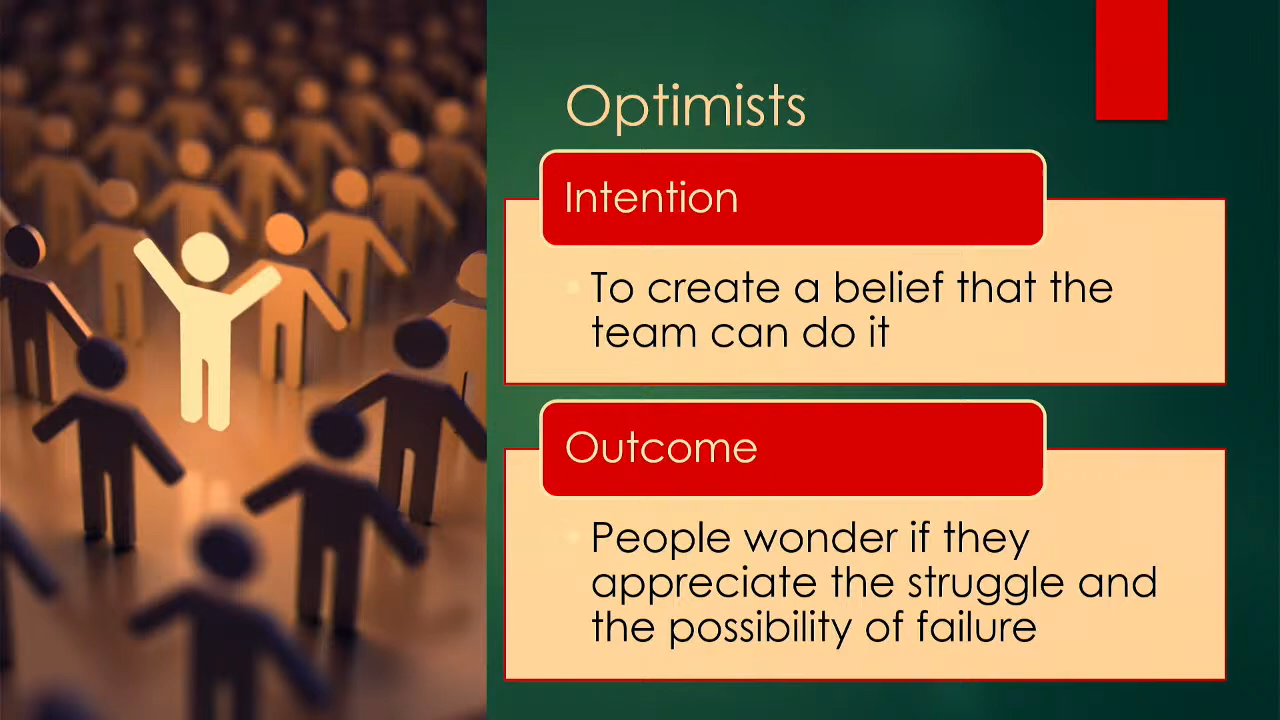 Optimists
Intention
To create a belief that the
team can do it
Outcome
People wonder if they
appreciate the struggle and
the possibility of failure